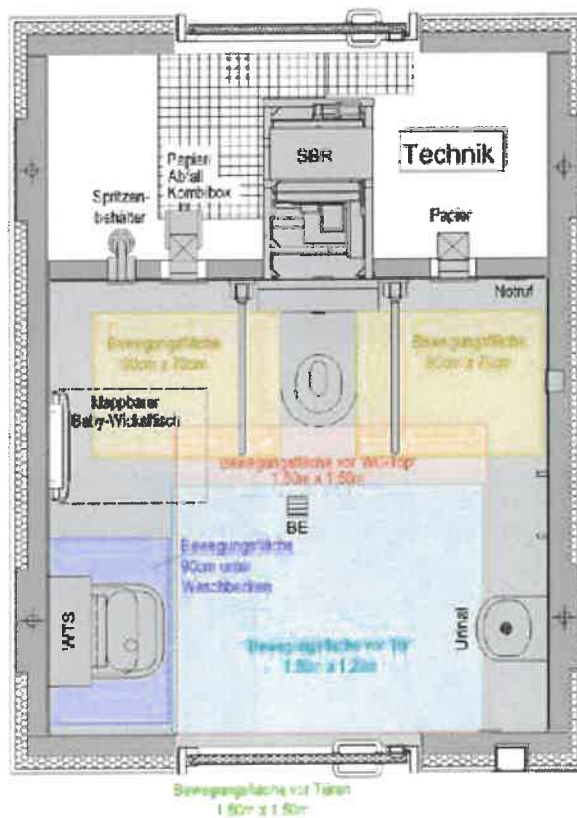 SBR
Technik
Papier/
Abfall
Kombibox
Spritzen-
behälter
Papier
Notruf
Bewegungsfläche
90cm x 70cm
Bewegungsfläche
90cm x 70cm
klappbarer
Baby-Wickeltisch
Bewegungsfläche vor WC-Topf
1.50m x 1.50m
BE
Bewegungsfläche
90cm unter
Waschbecken
WTS
Urinal
Bewegungsfläche vor Tür
1.50m x 1.20m
Bewegungsfläche vor Türen
1.50m x 1.50m